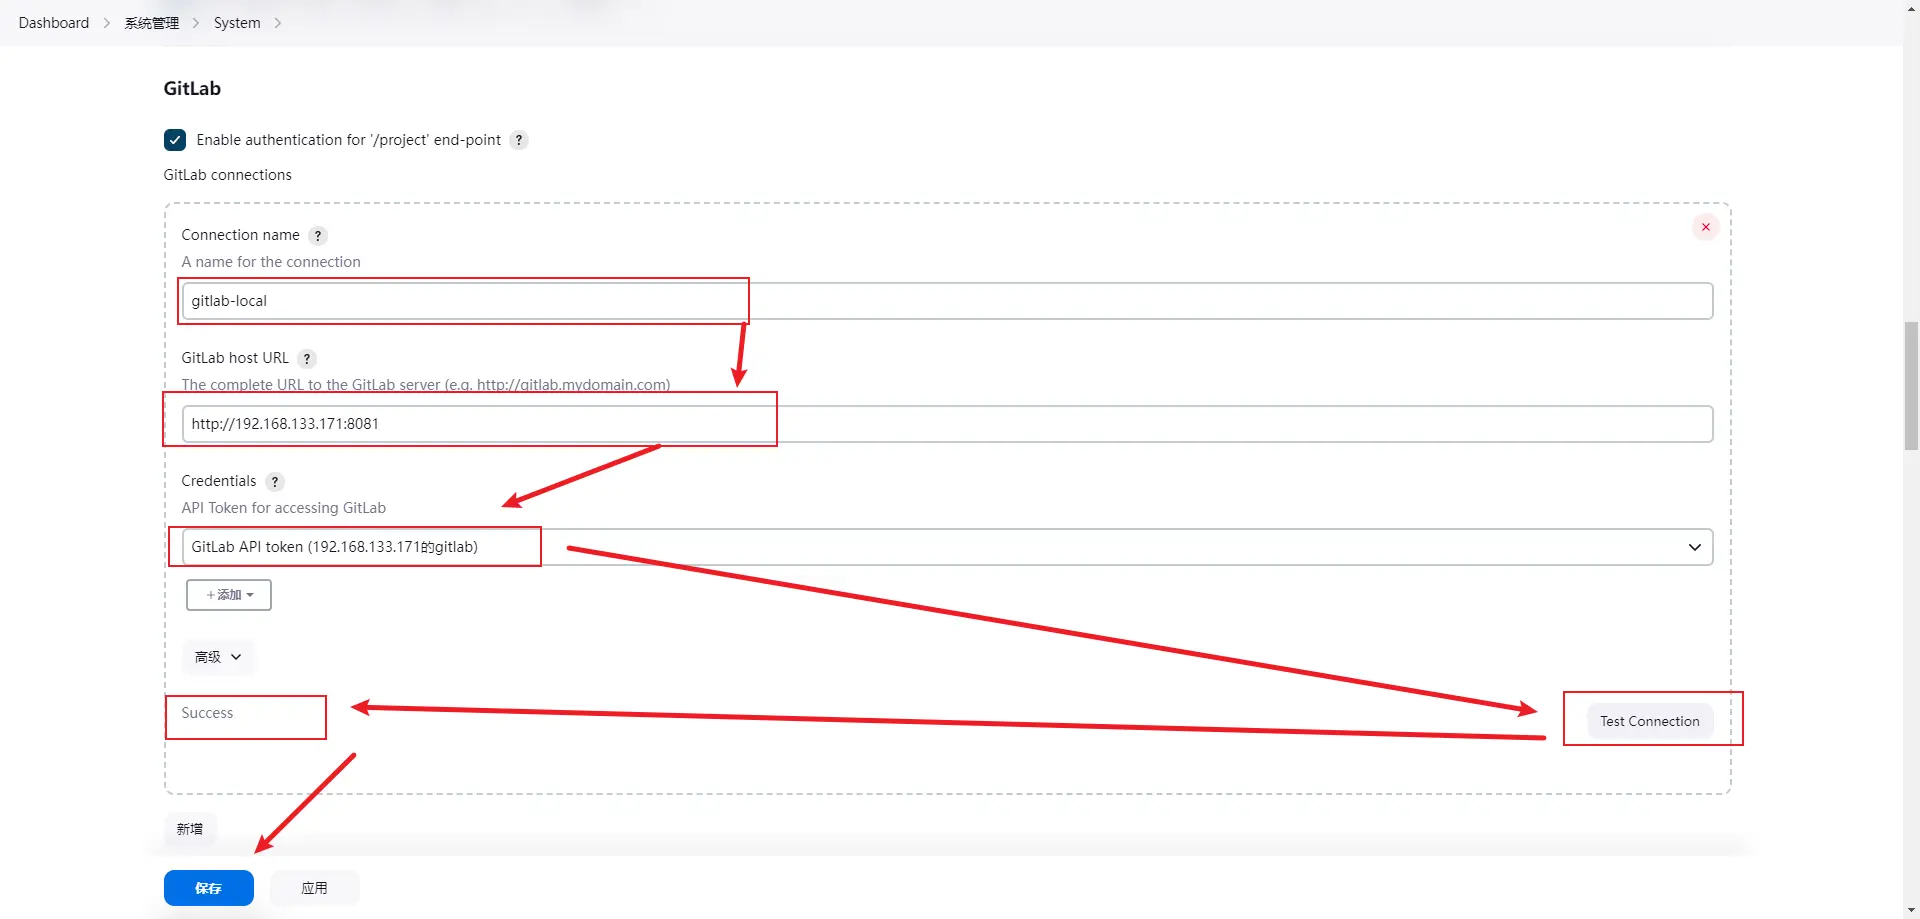 Dashboard 系统管理 System
GitLab
Enable authentication for '/project' end-point ?
GitLab connections
Connection name ?
A name for the connection
gitlab-local
GitLab host URL ?
The complete URL to the GitLab server (e.g. http://gitlab.mydomain.com)
http://192.168.133.171:8081
Credentials ?
API Token for accessing GitLab
GitLab API token (192.168.133.171的gitlab)
+添加
高级
Success
Test Connection
新增
保存 应用